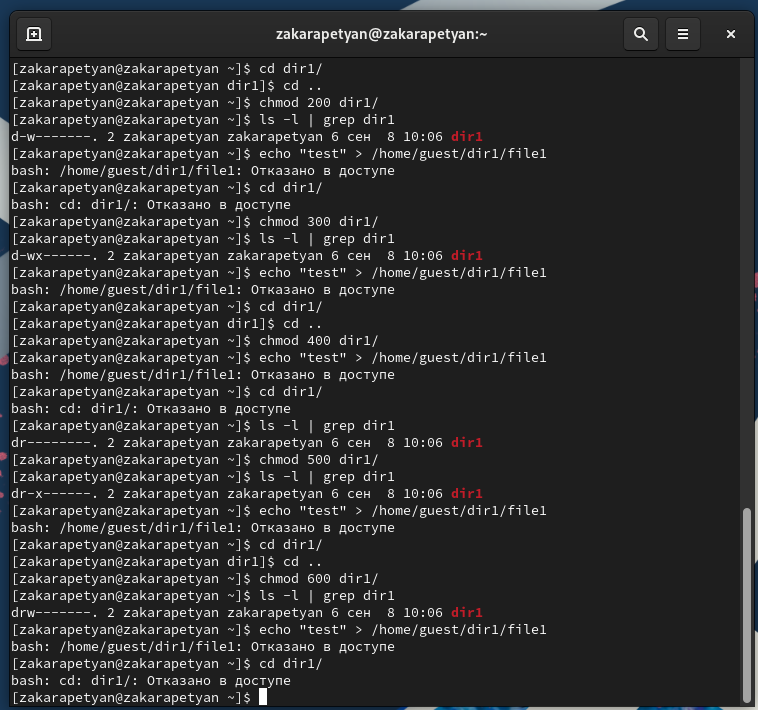 zakarapetyan@zakarapetyan:~
[zakarapetyan@zakarapetyan ~]$ cd dir1/
[zakarapetyan@zakarapetyan dir1]$ cd ..
[zakarapetyan@zakarapetyan ~]$ chmod 200 dir1/
[zakarapetyan@zakarapetyan ~]$ ls -l | grep dir1
d-w-------. 2 zakarapetyan zakarapetyan 6 сен  8 10:06 dir1
[zakarapetyan@zakarapetyan ~]$ echo "test" > /home/guest/dir1/file1
bash: /home/guest/dir1/file1: Отказано в доступе
[zakarapetyan@zakarapetyan ~]$ cd dir1/
bash: cd: dir1/: Отказано в доступе
[zakarapetyan@zakarapetyan ~]$ chmod 300 dir1/
[zakarapetyan@zakarapetyan ~]$ ls -l | grep dir1
d-wx------. 2 zakarapetyan zakarapetyan 6 сен  8 10:06 dir1
[zakarapetyan@zakarapetyan ~]$ echo "test" > /home/guest/dir1/file1
bash: /home/guest/dir1/file1: Отказано в доступе
[zakarapetyan@zakarapetyan ~]$ cd dir1/
[zakarapetyan@zakarapetyan dir1]$ cd ..
[zakarapetyan@zakarapetyan ~]$ chmod 400 dir1/
[zakarapetyan@zakarapetyan ~]$ echo "test" > /home/guest/dir1/file1
bash: /home/guest/dir1/file1: Отказано в доступе
[zakarapetyan@zakarapetyan ~]$ cd dir1/
bash: cd: dir1/: Отказано в доступе
[zakarapetyan@zakarapetyan ~]$ ls -l | grep dir1
dr--------. 2 zakarapetyan zakarapetyan 6 сен  8 10:06 dir1
[zakarapetyan@zakarapetyan ~]$ chmod 500 dir1/
[zakarapetyan@zakarapetyan ~]$ ls -l | grep dir1
dr-x------. 2 zakarapetyan zakarapetyan 6 сен  8 10:06 dir1
[zakarapetyan@zakarapetyan ~]$ echo "test" > /home/guest/dir1/file1
bash: /home/guest/dir1/file1: Отказано в доступе
[zakarapetyan@zakarapetyan ~]$ cd dir1/
[zakarapetyan@zakarapetyan dir1]$ cd ..
[zakarapetyan@zakarapetyan ~]$ chmod 600 dir1/
[zakarapetyan@zakarapetyan ~]$ ls -l | grep dir1
drw-------. 2 zakarapetyan zakarapetyan 6 сен  8 10:06 dir1
[zakarapetyan@zakarapetyan ~]$ echo "test" > /home/guest/dir1/file1
bash: /home/guest/dir1/file1: Отказано в доступе
[zakarapetyan@zakarapetyan ~]$ cd dir1/
bash: cd: dir1/: Отказано в доступе
[zakarapetyan@zakarapetyan ~]$